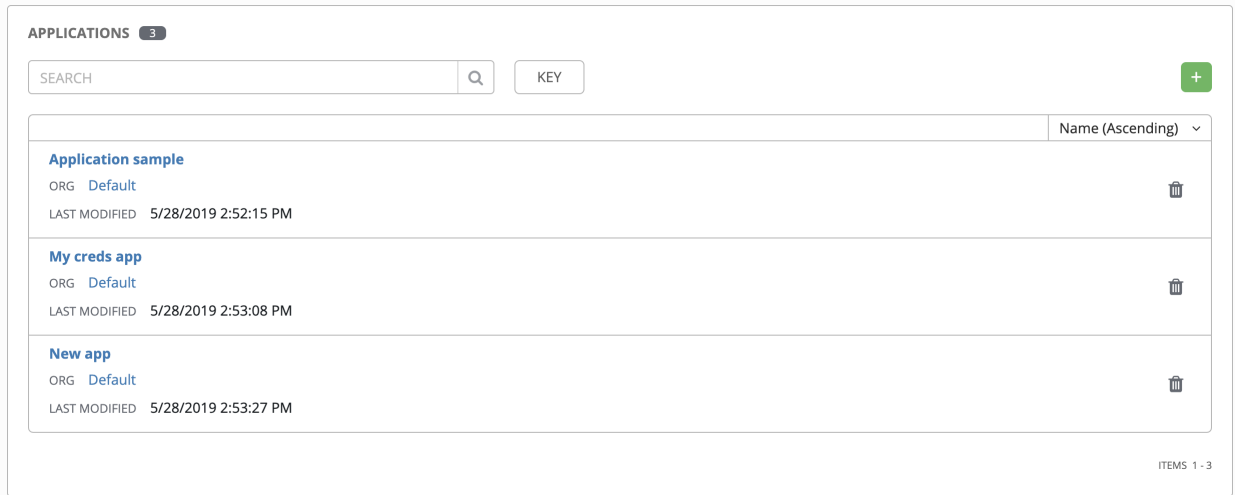 APPLICATIONS 3
SEARCH KEY +
Name (Ascending)
Application sample
ORG Default
LAST MODIFIED 5/28/2019 2:52:15 PM
My creds app
ORG Default
LAST MODIFIED 5/28/2019 2:53:08 PM
New app
ORG Default
LAST MODIFIED 5/28/2019 2:53:27 PM
ITEMS 1 - 3